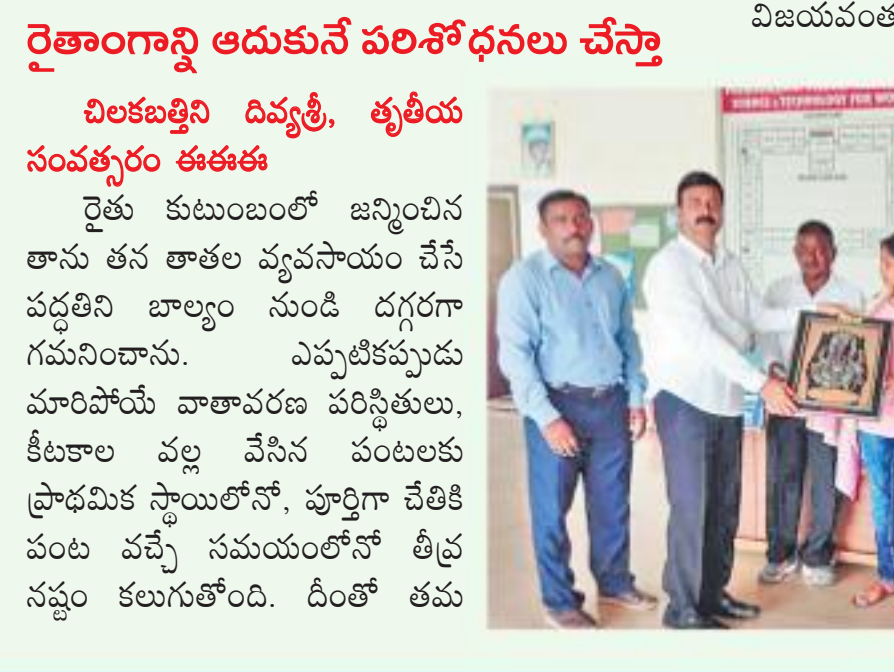 విజయవంత
రైతాంగాన్ని ఆదుకునే పరిశోధనలు చేస్తా
చిలకబత్తిని దివ్యశ్రీ, తృతీయ
సంవత్సరం ఈఈఈ
రైతు కుటుంబంలో జన్మించిన
తాను తన తాతల వ్యవసాయం చేసే
పద్ధతిని బాల్యం నుండి దగ్గరగా
గమనించాను. ఎప్పటికప్పుడు
మారిపోయే వాతావరణ పరిస్థితులు,
కీటకాల వల్ల వేసిన పంటలకు
ప్రాథమిక స్థాయిలోనో, పూర్తిగా చేతికి
పంట వచ్చే సమయంలోనో తీవ్ర
నష్టం కలుగుతోంది. దీంతో తమ
TECHNOLOGY FOR